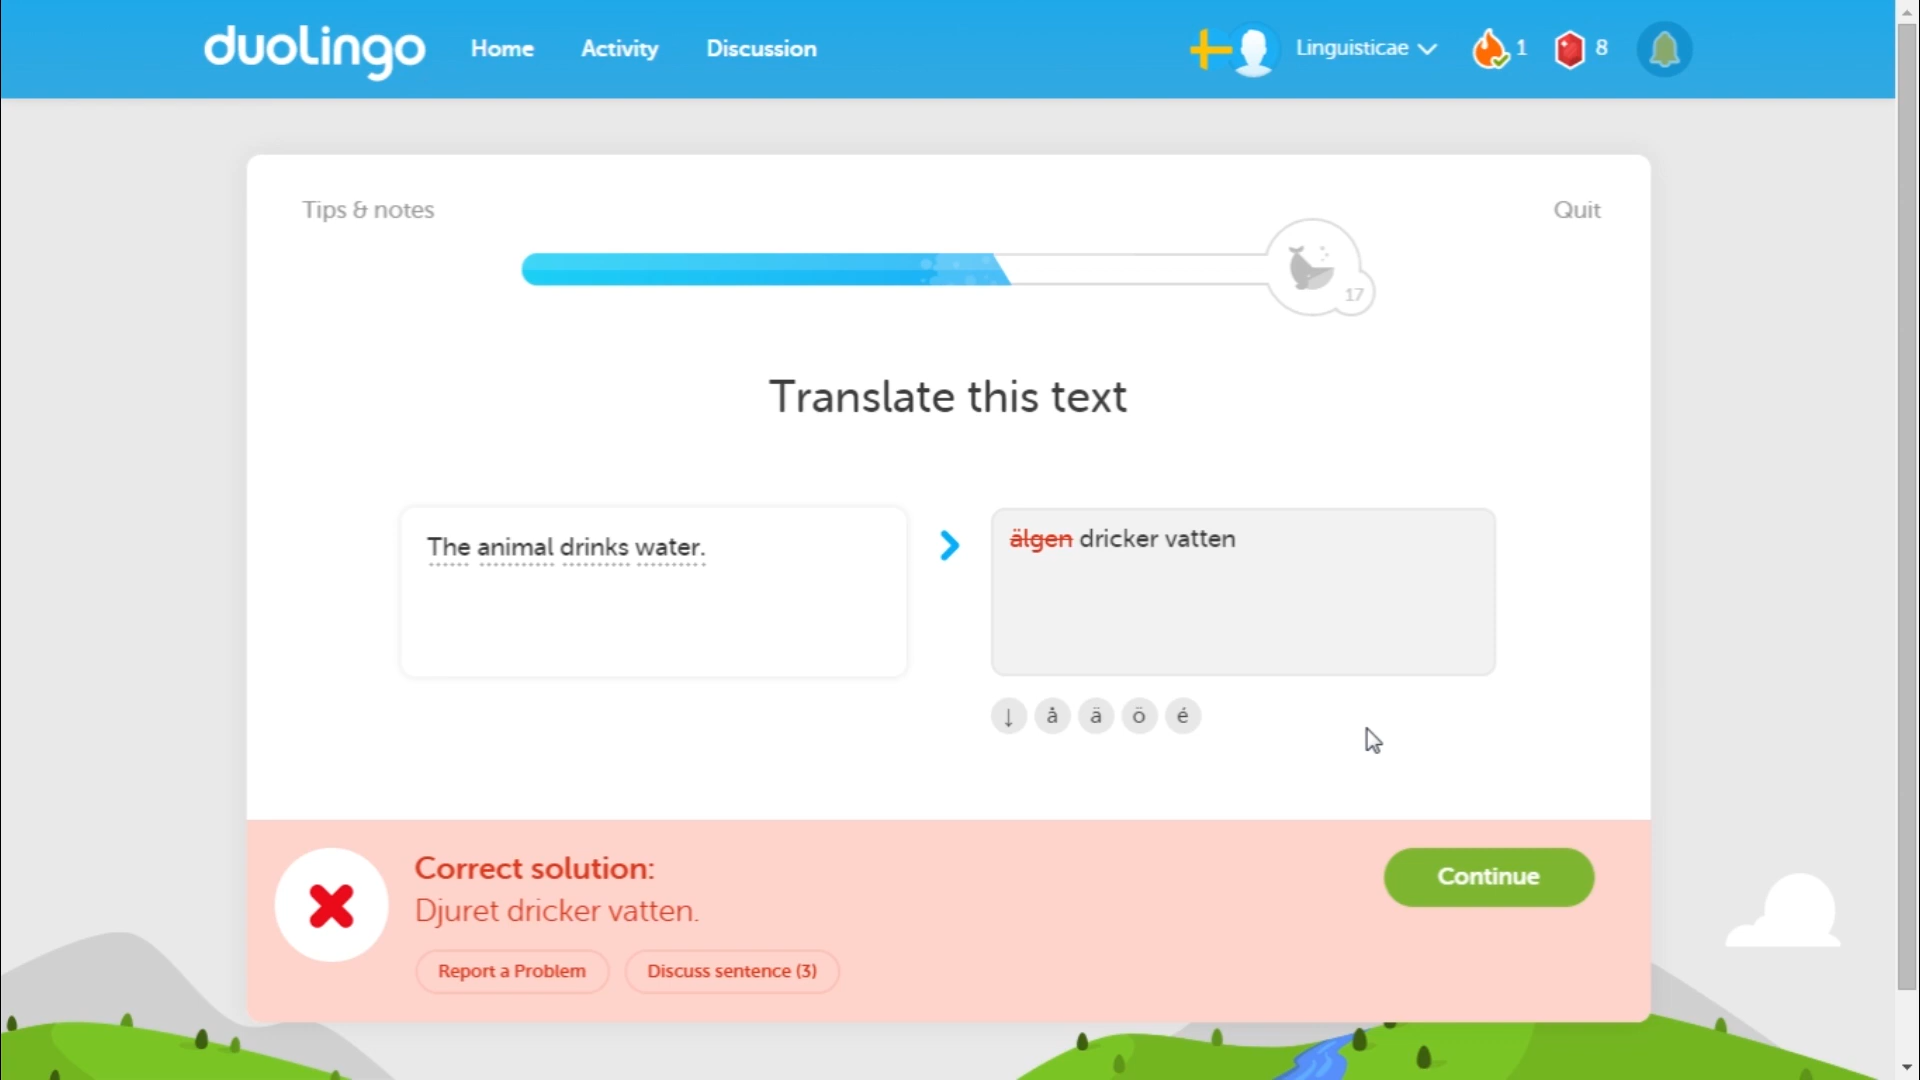 duolingo Home Activity Discussion Linguisticae 1 8
Tips & notes Quit
17
Translate this text
The animal drinks water.
älgen dricker vatten
↓ å ä ö é
Correct solution:
Continue
Djuret dricker vatten.
Report a Problem Discuss sentence (3)